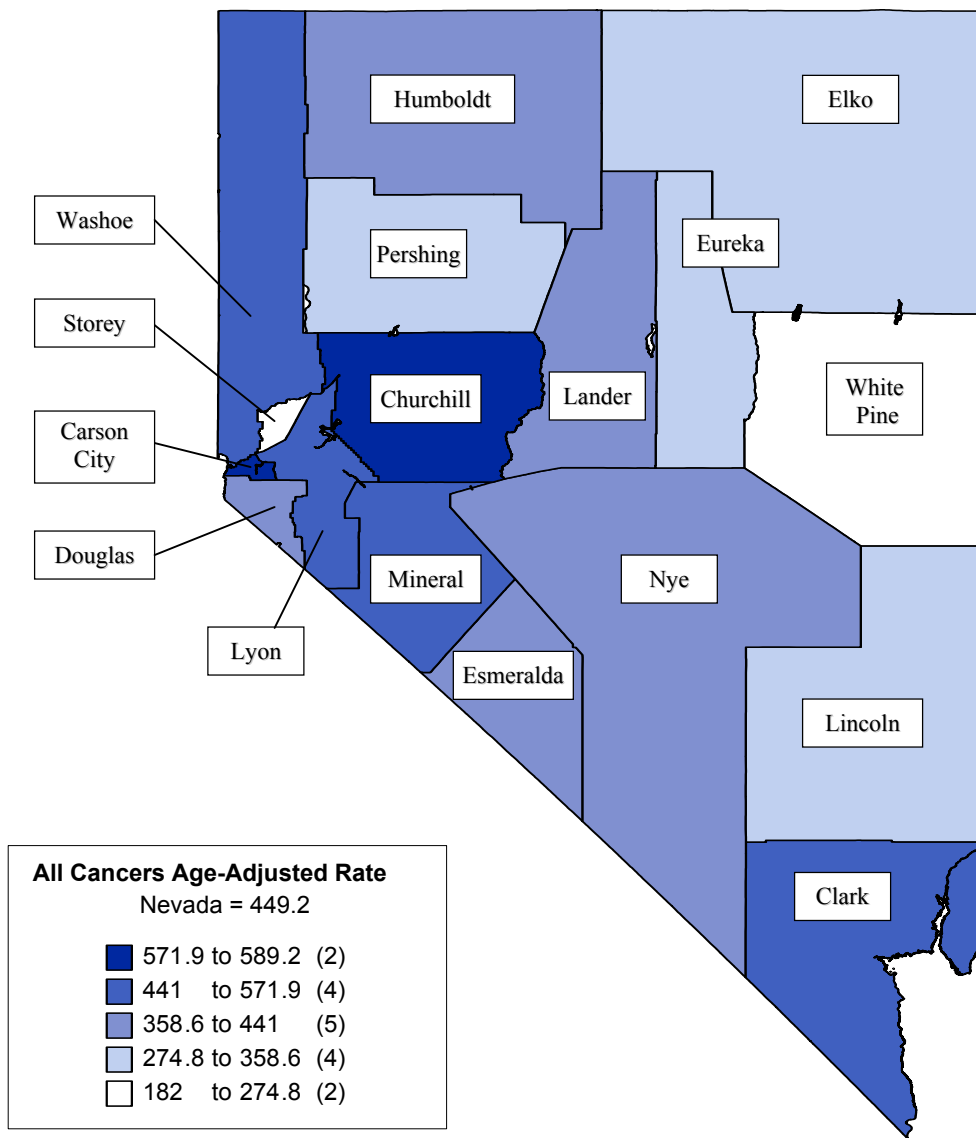 Humboldt
Elko
Washoe
Pershing
Eureka
Storey
Churchill
Lander
White
Pine
Carson
City
Douglas
Mineral
Nye
Lyon
Esmeralda
Lincoln
Clark
All Cancers Age-Adjusted Rate
Nevada = 449.2
571.9 to 589.2 (2)
441 to 571.9 (4)
358.6 to 441 (5)
274.8 to 358.6 (4)
182 to 274.8 (2)